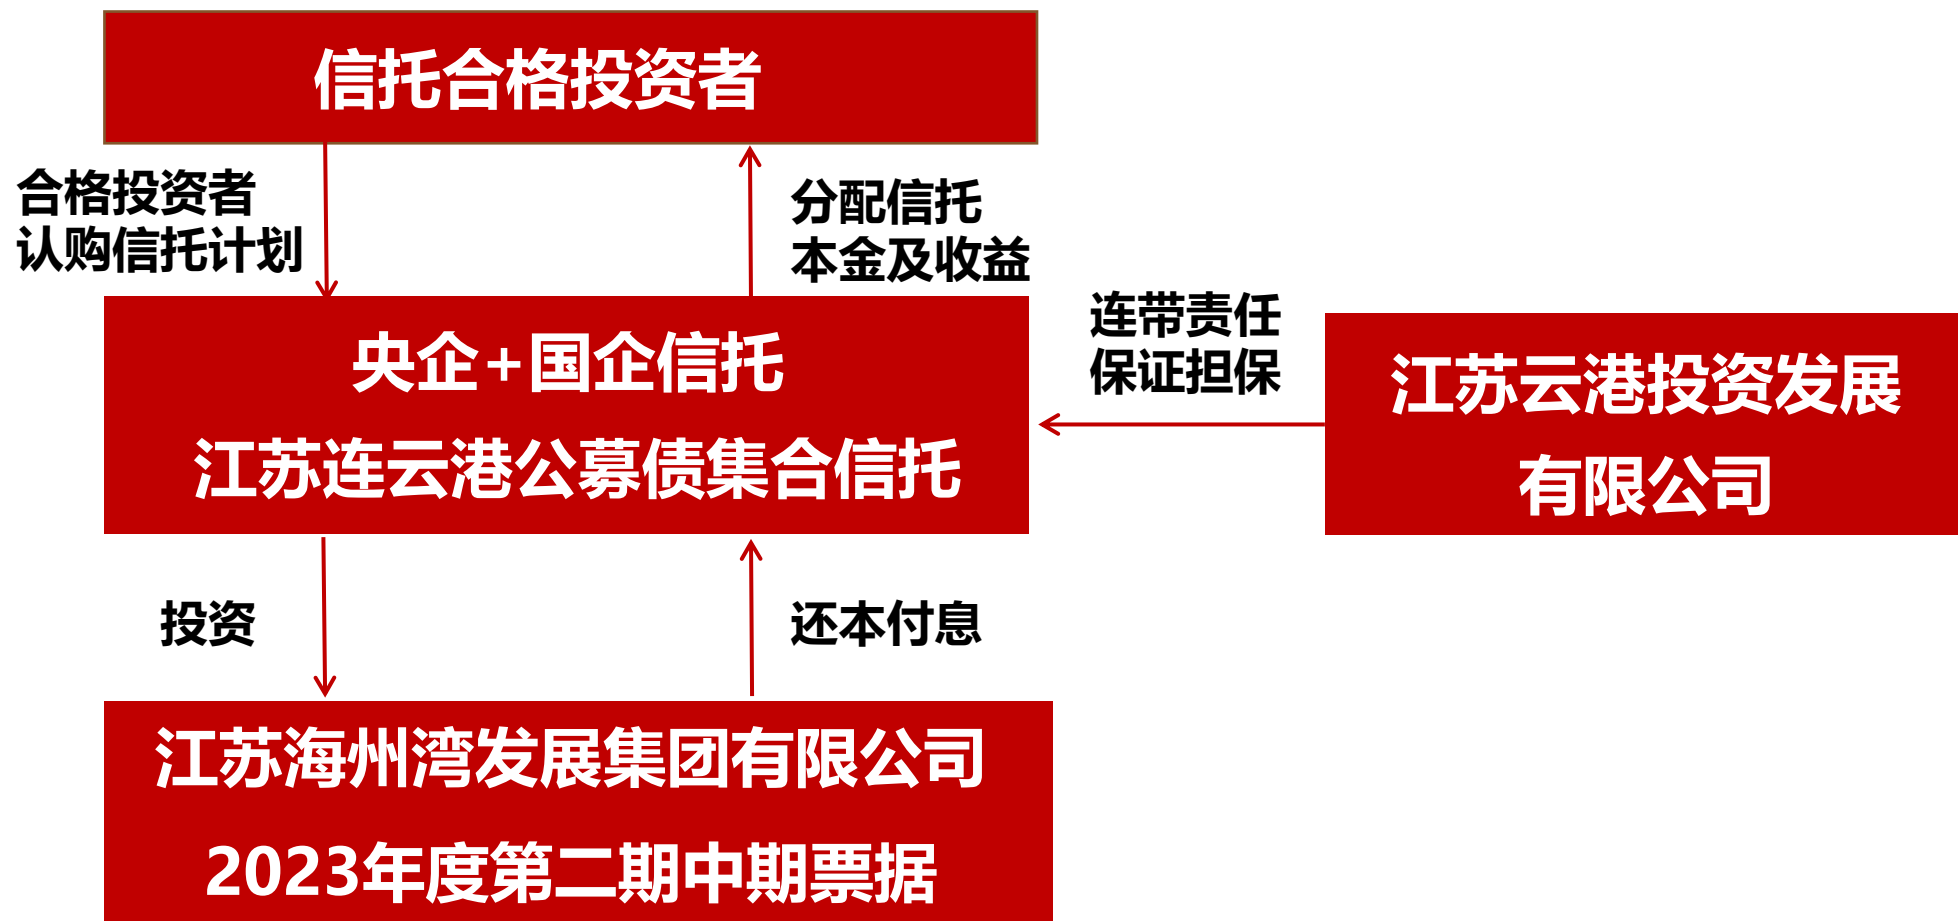 信托合格投资者
合格投资者
认购信托计划
分配信托
本金及收益
央企+国企信托
江苏连云港公募债集合信托
连带责任
保证担保
江苏云港投资发展
有限公司
投资
还本付息
江苏海州湾发展集团有限公司
2023年度第二期中期票据